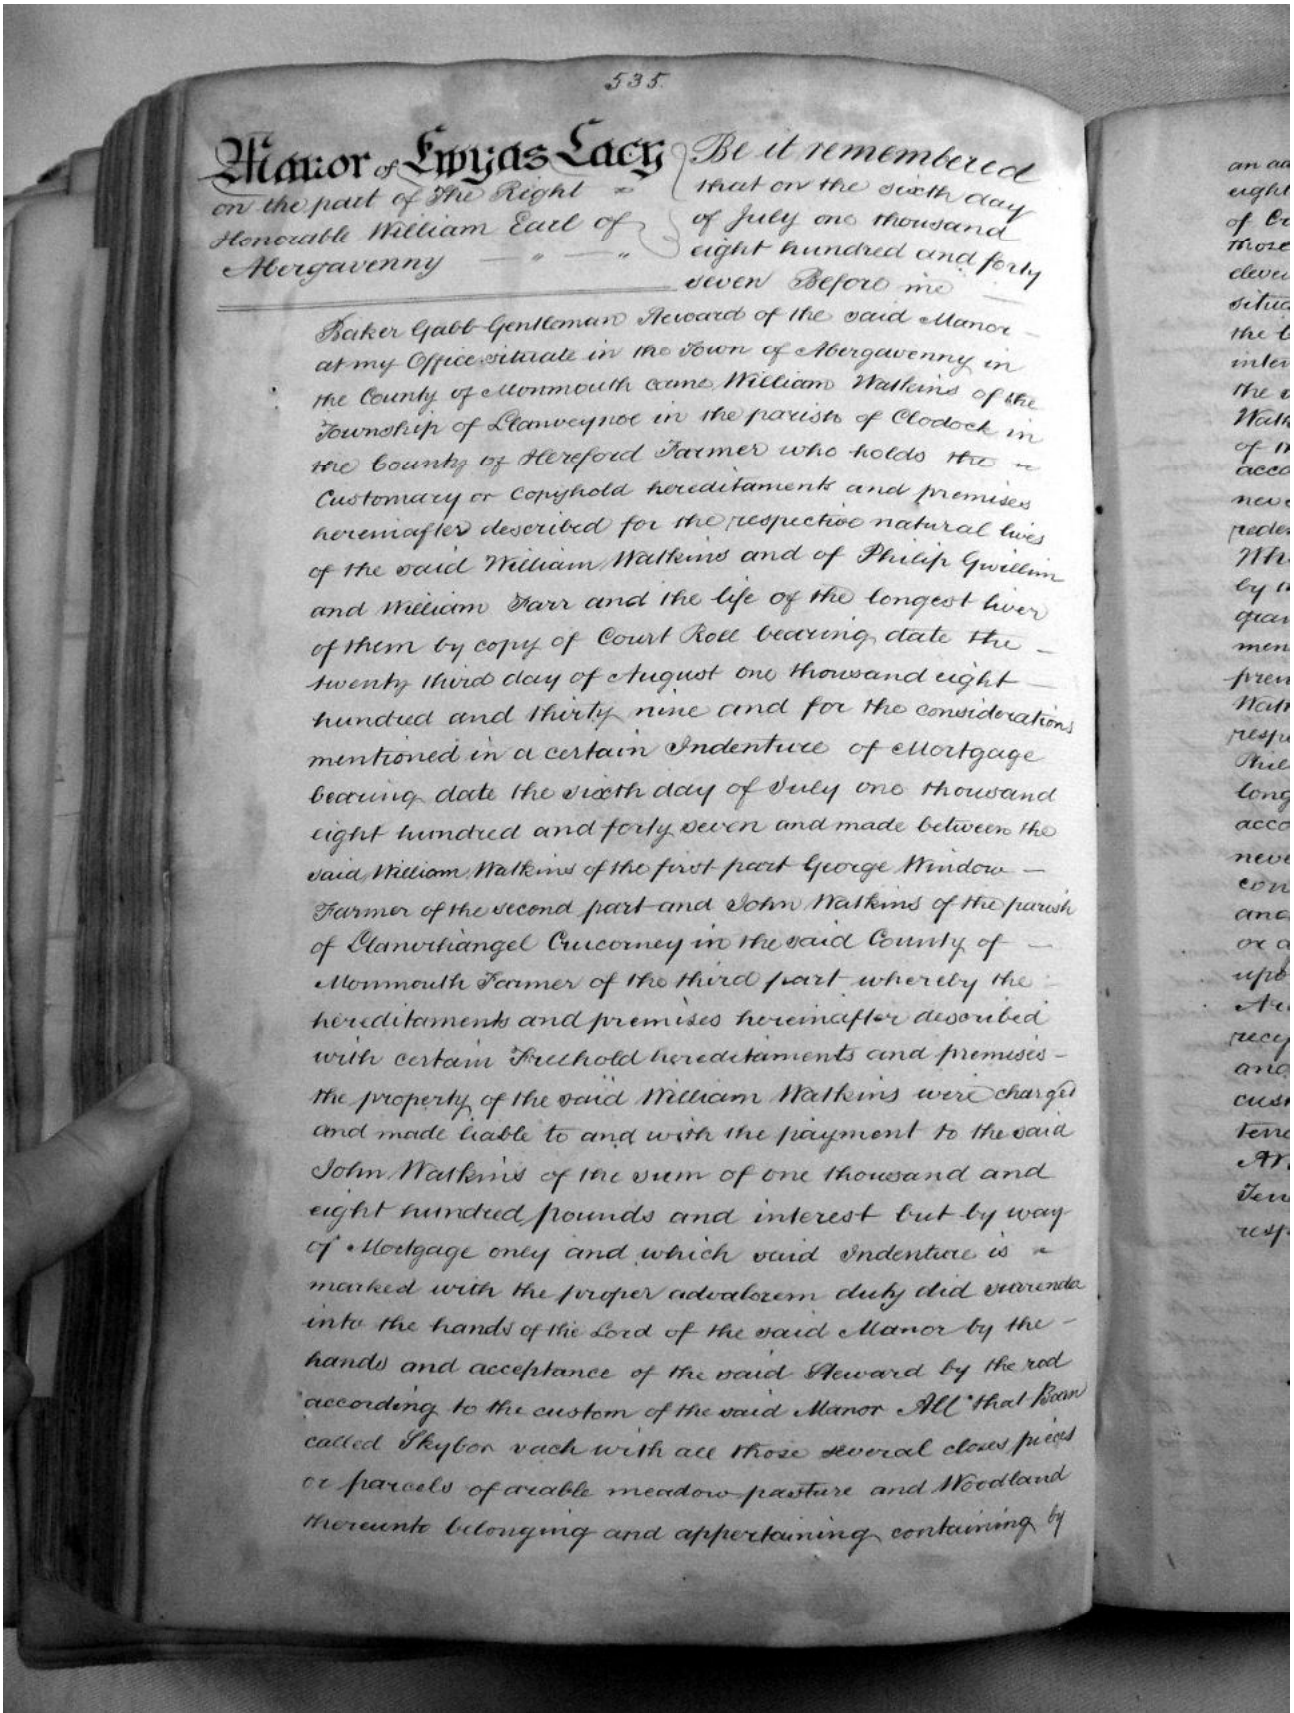 535.
Manor of Ewyas Lacy
on the part of The Right
Honorable William Earl of
Abergavenny
Be it remembered
that on the sixth day
of July one thousand
eight hundred and forty
seven Before me
Baker Gabb Gentleman Steward of the said Manor
at my Office situate in the Town of Abergavenny in
the County of Monmouth came William Watkins of the
Township of Llanveynoe in the parish of Clodock in
the County of Hereford Farmer who holds the
Customary or Copyhold hereditaments and premises
hereinafter described for the respective natural lives
of the said William Watkins and of Philip Gwillim
and William Farr and the life of the longest liver
of them by copy of Court Roll bearing date the
twenty third day of August one thousand eight
hundred and thirty nine and for the considerations
mentioned in a certain Indenture of Mortgage
bearing date the sixth day of July one thousand
eight hundred and forty seven and made between the
said William Watkins of the first part George Window
Farmer of the second part and John Watkins of the parish
of Llanvihangel Crucorney in the said County of
Monmouth Farmer of the third part whereby the
hereditaments and premises hereinafter described
with certain Freehold hereditaments and premises
the property of the said William Watkins were charged
and made liable to and with the payment to the said
John Watkins of the sum of one thousand and
eight hundred pounds and interest but by way
of Mortgage only and which said Indenture is
marked with the proper advalorem duty did surrender
into the hands of the Lord of the said Manor by the
hands and acceptance of the said Steward by the rod
according to the custom of the said Manor All that Barn
called Skybor vach with all those several closes pieces
or parcels of arable meadow pasture and Woodland
thereunto belonging and appertaining containing by